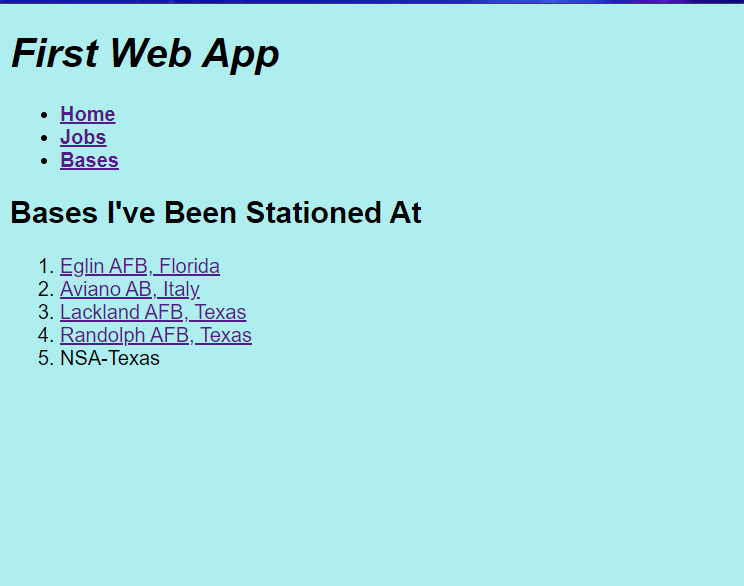 First Web App
Home
Jobs
Bases
Bases I've Been Stationed At
1. Eglin AFB, Florida
2. Aviano AB, Italy
3. Lackland AFB, Texas
4. Randolph AFB, Texas
5. NSA-Texas